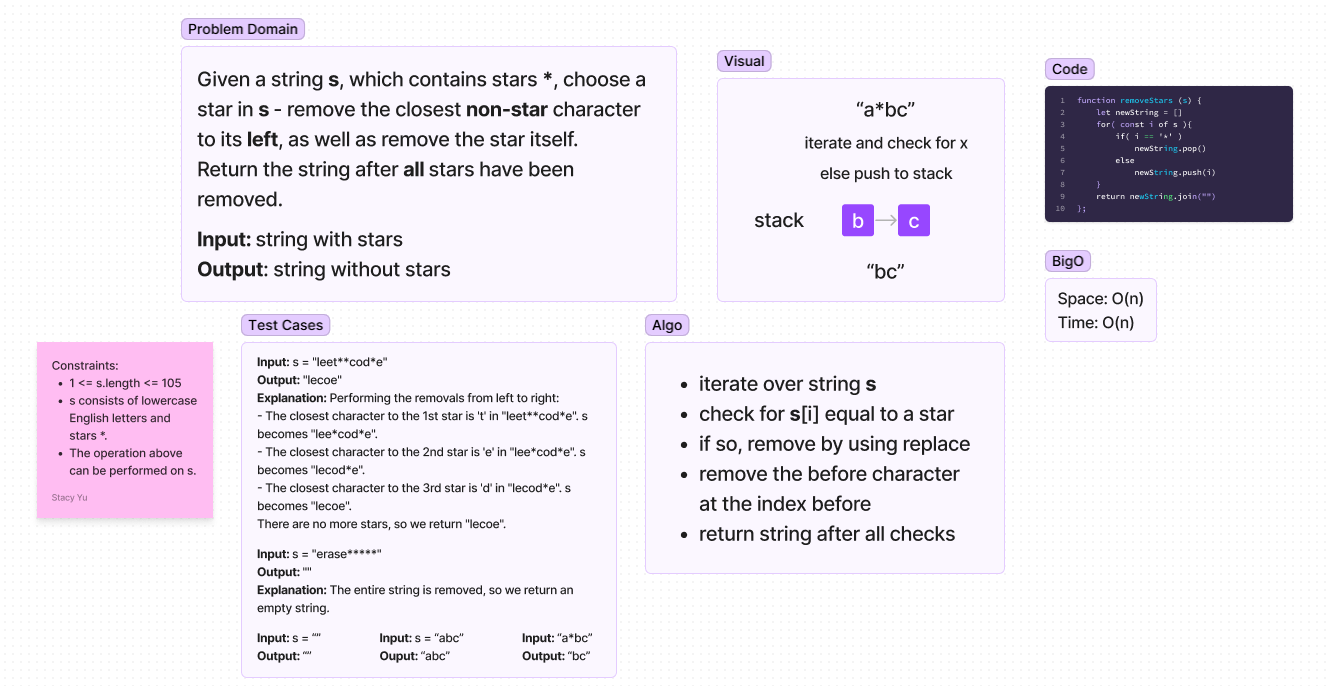 Problem Domain
Given a string s, which contains stars *, choose a
star in s - remove the closest non-star character
to its left, as well as remove the star itself.
Return the string after all stars have been
removed.
Input: string with stars
Output: string without stars
Visual
“a*bc”
iterate and check for x
else push to stack
stack
b
c
“bc”
Code
1 function removeStars (s) {
2 let newString = []
3 for( const i of s ){
4 if( i == '*' )
5 newString.pop()
6 else
7 newString.push(i)
8 }
9 return newString.join("")
10 };
BigO
Space: O(n)
Time: O(n)
Constraints:
• 1 <= s.length <= 105
• s consists of lowercase
English letters and
stars *.
• The operation above
can be performed on s.
Stacy Yu
Test Cases
Input: s = "leet**cod*e"
Output: "lecoe"
Explanation: Performing the removals from left to right:
- The closest character to the 1st star is 't' in "leet**cod*e". s
becomes "lee*cod*e".
- The closest character to the 2nd star is 'e' in "lee*cod*e". s
becomes "lecod*e".
- The closest character to the 3rd star is 'd' in "lecod*e". s
becomes "lecoe".
There are no more stars, so we return "lecoe".
Input: s = "erase*****"
Output: ""
Explanation: The entire string is removed, so we return an
empty string.
Input: s = “” Input: s = “abc” Input: “a*bc”
Output: “” Ouput: “abc” Output: “bc”
Algo
• iterate over string s
• check for s[i] equal to a star
• if so, remove by using replace
• remove the before character
at the index before
• return string after all checks